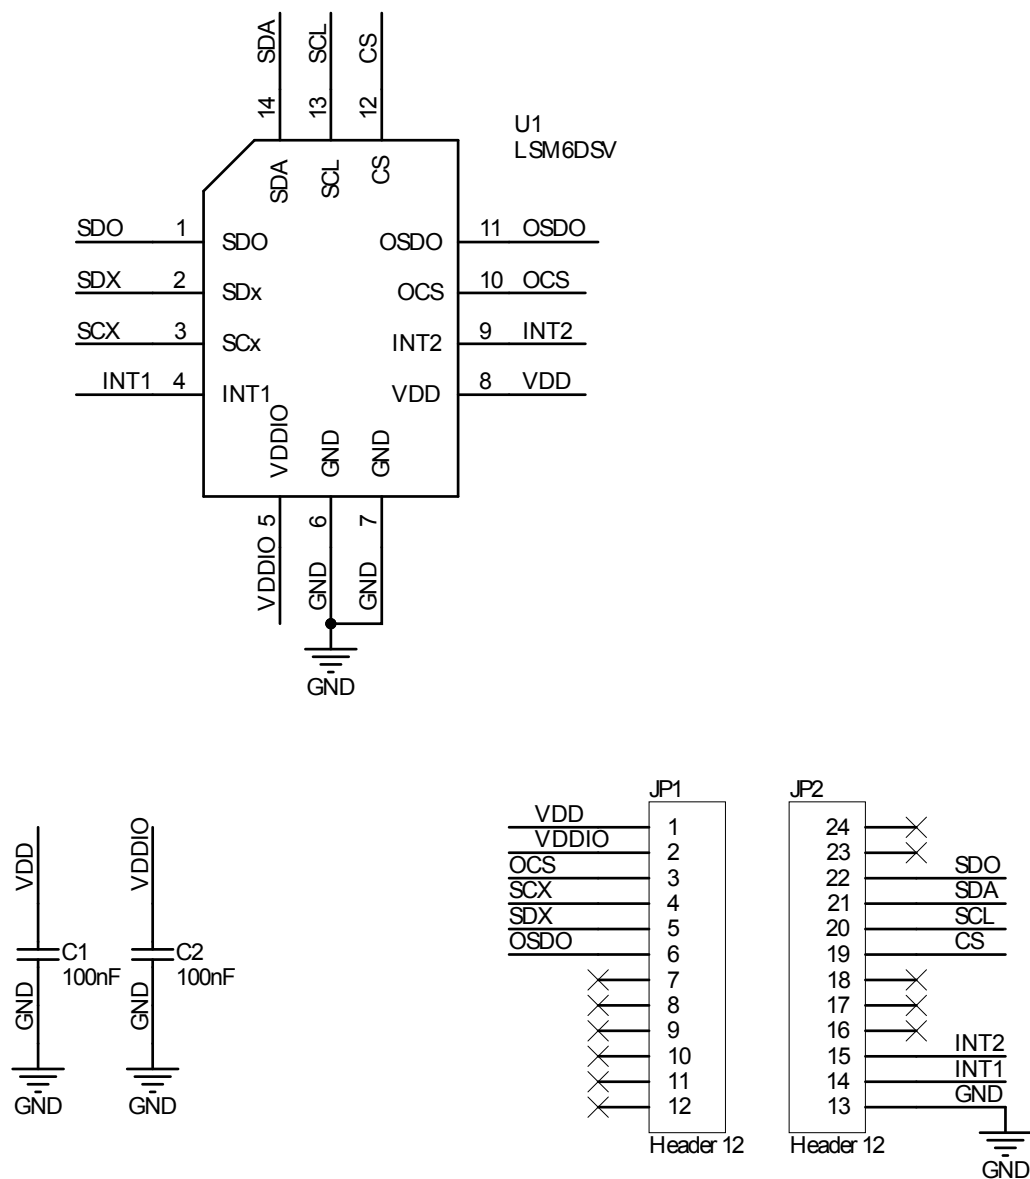 SDA
SCL
CS
14
13
12
U1
LSM6DSV
SDA
SCL
CS
SDO 1 SDO
OSDO 11 OSDO
SDX 2 SDx
OCS 10 OCS
SCX 3 SCx
INT2 9 INT2
INT1 4 INT1
VDD 8 VDD
VDDIO
GND
GND
VDDIO 5
GND 6
GND 7
GND
VDD
C1
100nF
GND
GND
VDDIO
C2
100nF
GND
GND
JP1
VDD 1
VDDIO 2
OCS 3
SCX 4
SDX 5
OSDO 6
7
8
9
10
11
12
Header 12
JP2
24
23
22 SDO
21 SDA
20 SCL
19 CS
18
17
16
15 INT2
14 INT1
13 GND
Header 12
GND